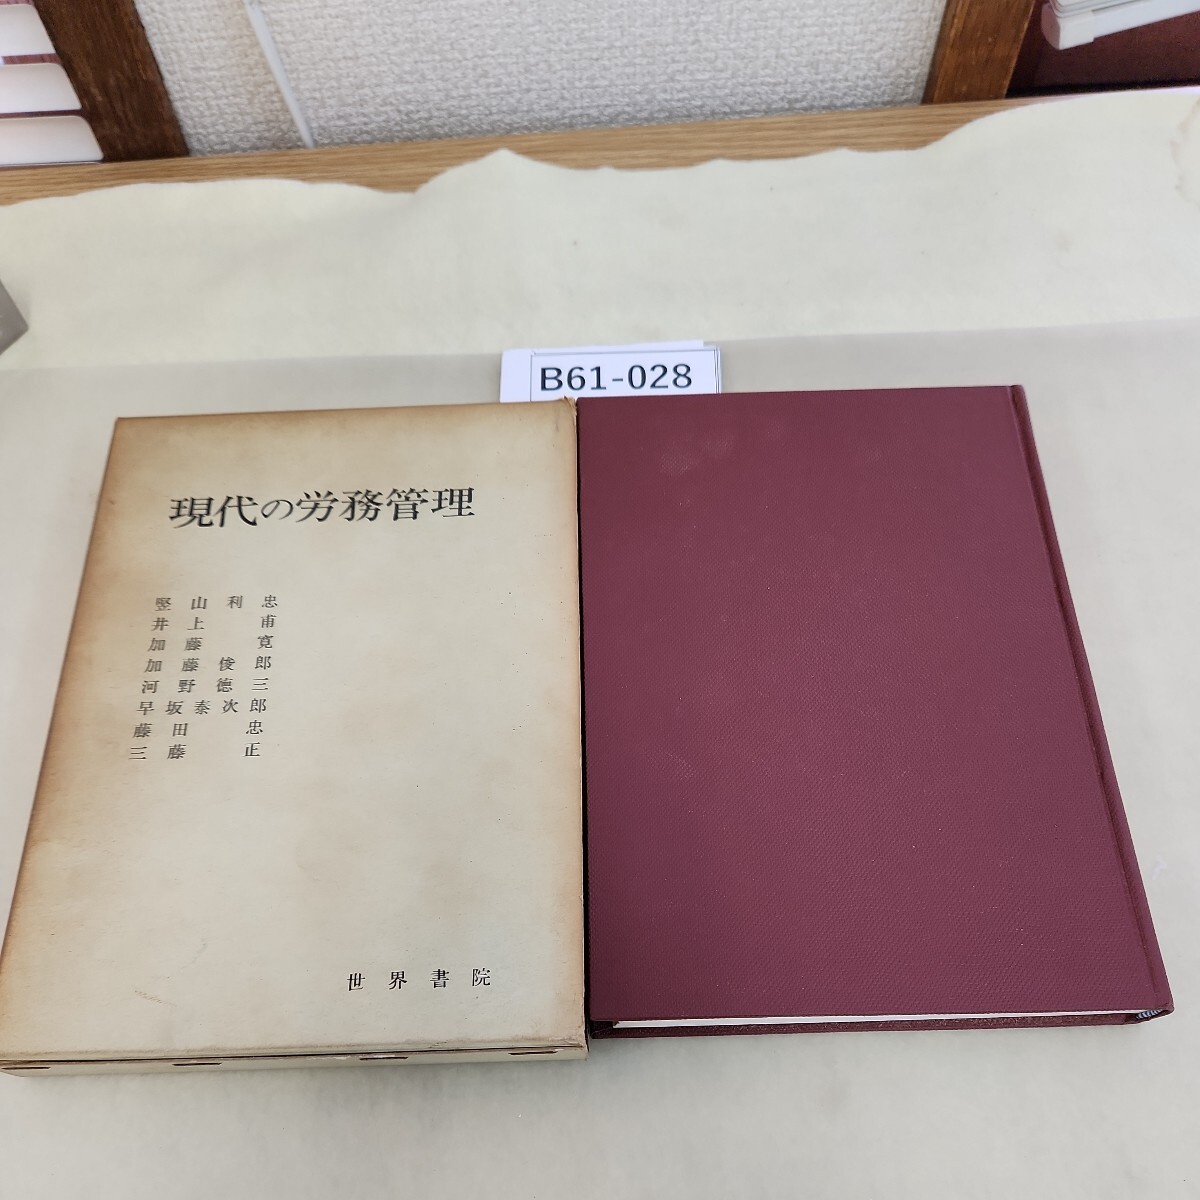 B61-028
現代の労務管理
竪山利忠
井上甫
加藤寛
加藤俊郎
河野徳三
早坂泰次郎
藤田忠
三藤正
世界書院